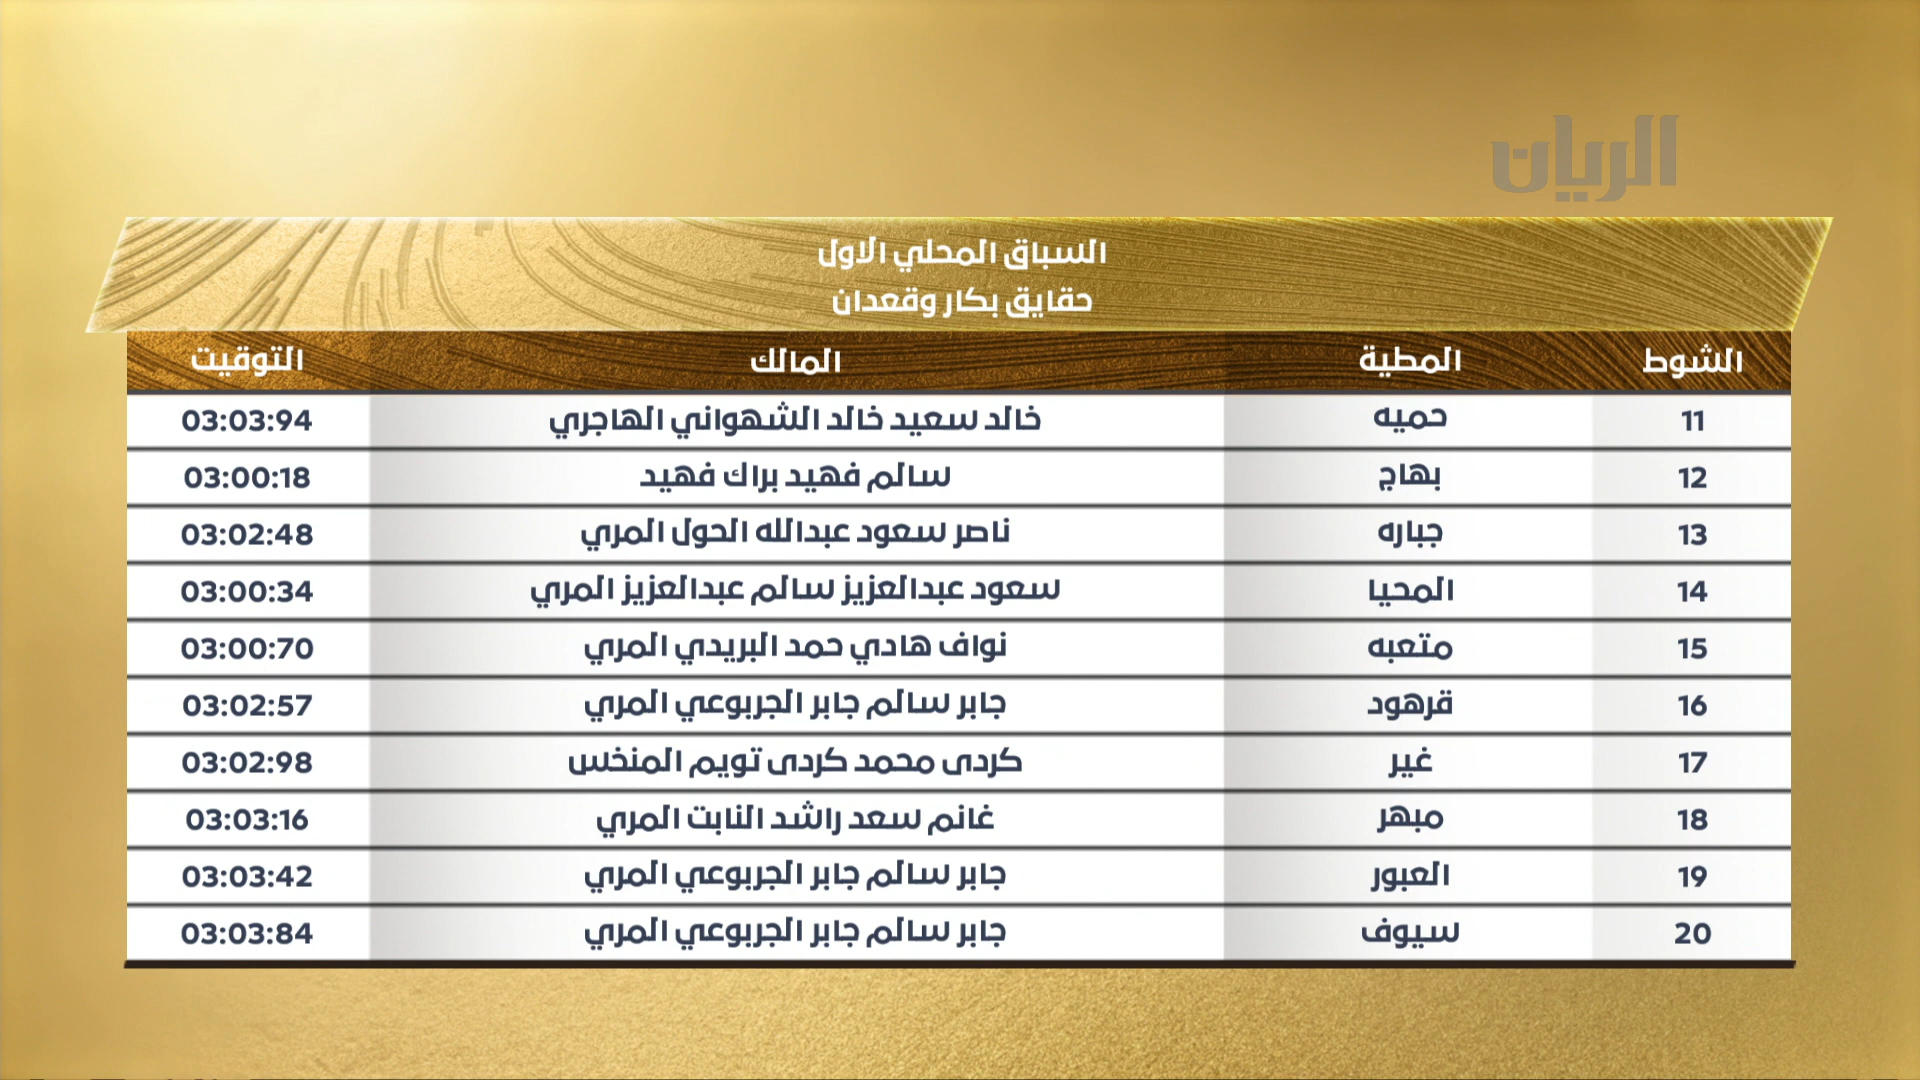 الريان
السباق المحلي الاول
حقايق بكار وقعدان
الشوط المطية المالك التوقيت
11 حميه خالد سعيد خالد الشهواني الهاجري 03:03:94
12 بهاج سالم فهيد براك فهيد 03:00:18
13 جباره ناصر سعود عبدالله الحول المري 03:02:48
14 المحيا سعود عبدالعزيز سالم عبدالعزيز المري 03:00:34
15 متعبه نواف هادي حمد البريدي المري 03:00:70
16 قرهود جابر سالم جابر الجربوعي المري 03:02:57
17 غير كردى محمد كردى تويم المنخس 03:02:98
18 مبهر غانم سعد راشد النابت المري 03:03:16
19 العبور جابر سالم جابر الجربوعي المري 03:03:42
20 سيوف جابر سالم جابر الجربوعي المري 03:03:84